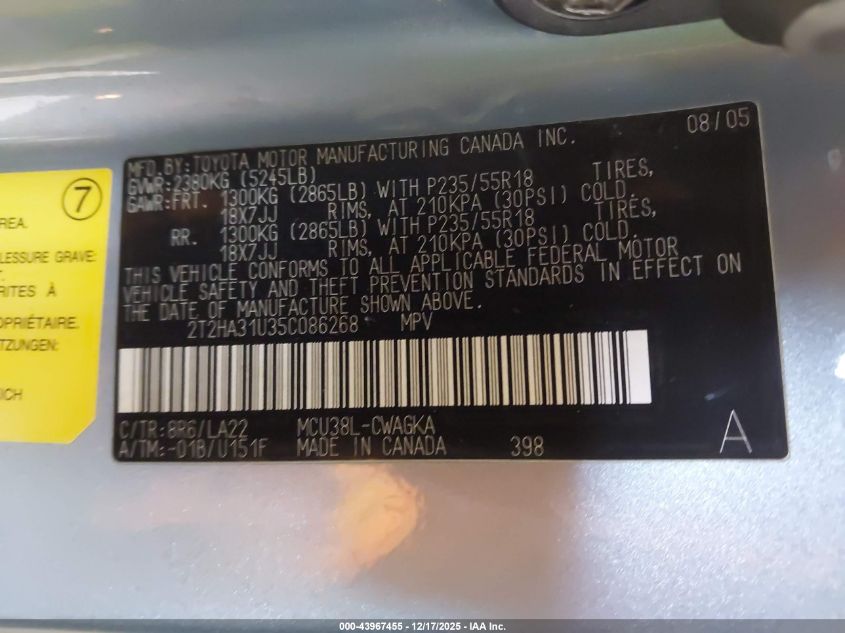 7
REA.
LESSURE GRAVE
RITES À
OPRIÉTAIRE.
TZUNGEN:
ICH
08/05
MFD. BY: TOYOTA MOTOR MANUFACTURING CANADA INC.
GVWR: 2380KG (5245LB)
GAWR: FRT. 1300KG (2865LB) WITH P235/55R18 TIRES,
18X7JJ RIMS, AT 210KPA (30PSI) COLD.
RR. 1300KG (2865LB) WITH P235/55R18 TIRES,
18X7JJ RIMS, AT 210KPA (30PSI) COLD.
THIS VEHICLE CONFORMS TO ALL APPLICABLE FEDERAL MOTOR
VEHICLE SAFETY AND THEFT PREVENTION STANDARDS IN EFFECT ON
THE DATE OF MANUFACTURE SHOWN ABOVE.
2T2HA31U35C086268 MPV
C/TR: 8R6/LA22 MCU38L-CWAGKA
A/TM: -01B/U151F MADE IN CANADA 398
A
000-43967455 - 12/17/2025 - IAA Inc.